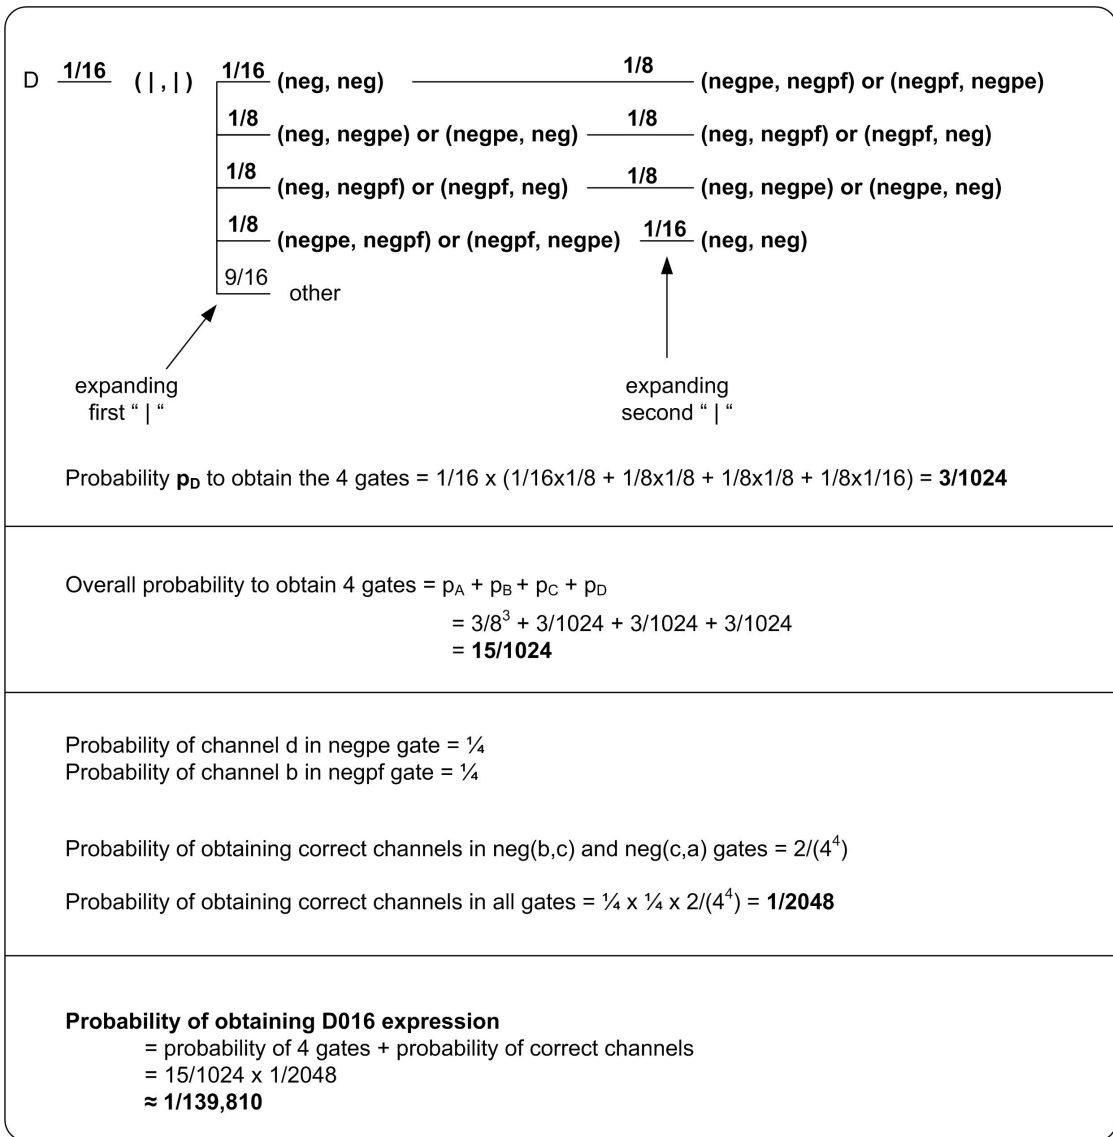 D 1/16 ( | , | ) 1/16 (neg, neg) 1/8 (negpe, negpf) or (negpf, negpe)
1/8 (neg, negpe) or (negpe, neg) 1/8 (neg, negpf) or (negpf, neg)
1/8 (neg, negpf) or (negpf, neg) 1/8 (neg, negpe) or (negpe, neg)
1/8 (negpe, negpf) or (negpf, negpe) 1/16 (neg, neg)
9/16 other
expanding
first “ | “
expanding
second “ | “
Probability pD to obtain the 4 gates = 1/16 x (1/16x1/8 + 1/8x1/8 + 1/8x1/8 + 1/8x1/16) = 3/1024
Overall probability to obtain 4 gates = pA + pB + pC + pD
= 3/8³ + 3/1024 + 3/1024 + 3/1024
= 15/1024
Probability of channel d in negpe gate = ¼
Probability of channel b in negpf gate = ¼
Probability of obtaining correct channels in neg(b,c) and neg(c,a) gates = 2/(4⁴)
Probability of obtaining correct channels in all gates = ¼ x ¼ x 2/(4⁴) = 1/2048
Probability of obtaining D016 expression
= probability of 4 gates + probability of correct channels
= 15/1024 x 1/2048
≈ 1/139,810